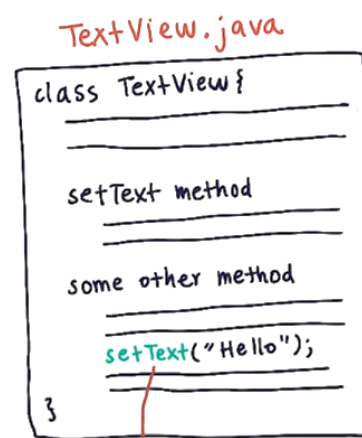 TextView.java
class TextView{
setText method
some other method
setText("Hello");
}